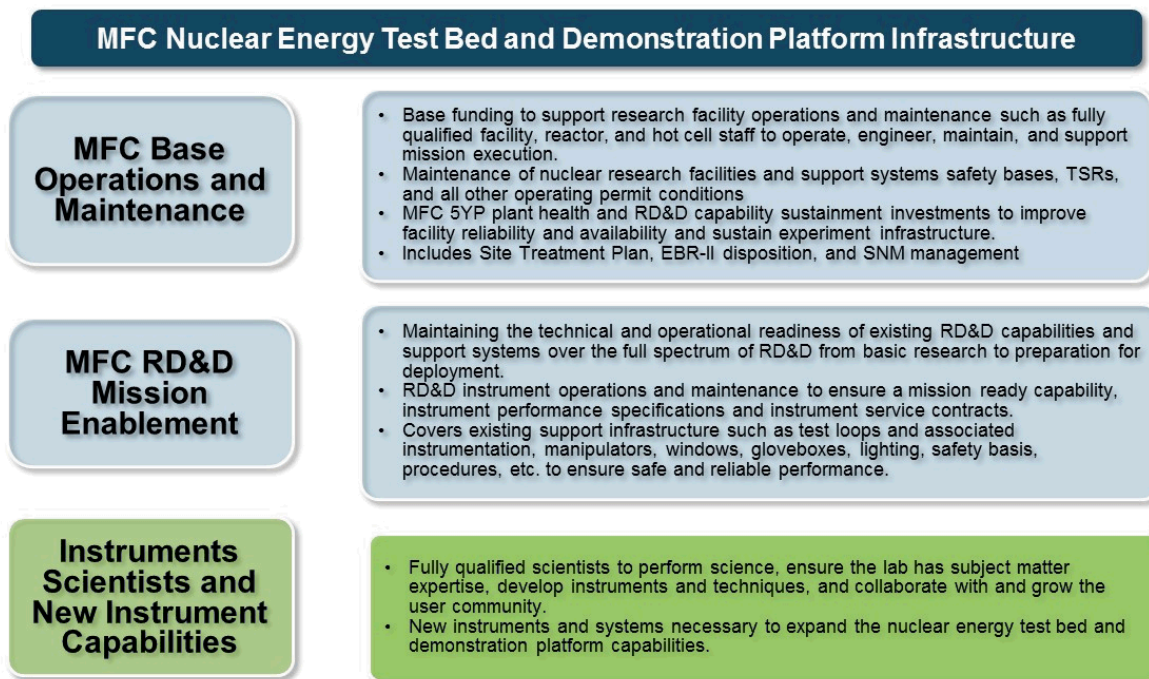 MFC Nuclear Energy Test Bed and Demonstration Platform Infrastructure
MFC Base
Operations and
Maintenance
• Base funding to support research facility operations and maintenance such as fully
qualified facility, reactor, and hot cell staff to operate, engineer, maintain, and support
mission execution.
• Maintenance of nuclear research facilities and support systems safety bases, TSRs,
and all other operating permit conditions
• MFC 5YP plant health and RD&D capability sustainment investments to improve
facility reliability and availability and sustain experiment infrastructure.
• Includes Site Treatment Plan, EBR-II disposition, and SNM management
MFC RD&D
Mission
Enablement
• Maintaining the technical and operational readiness of existing RD&D capabilities and
support systems over the full spectrum of RD&D from basic research to preparation for
deployment.
• RD&D instrument operations and maintenance to ensure a mission ready capability,
instrument performance specifications and instrument service contracts.
• Covers existing support infrastructure such as test loops and associated
instrumentation, manipulators, windows, gloveboxes, lighting, safety basis,
procedures, etc. to ensure safe and reliable performance.
Instruments
Scientists and
New Instrument
Capabilities
• Fully qualified scientists to perform science, ensure the lab has subject matter
expertise, develop instruments and techniques, and collaborate with and grow the
user community.
• New instruments and systems necessary to expand the nuclear energy test bed and
demonstration platform capabilities.